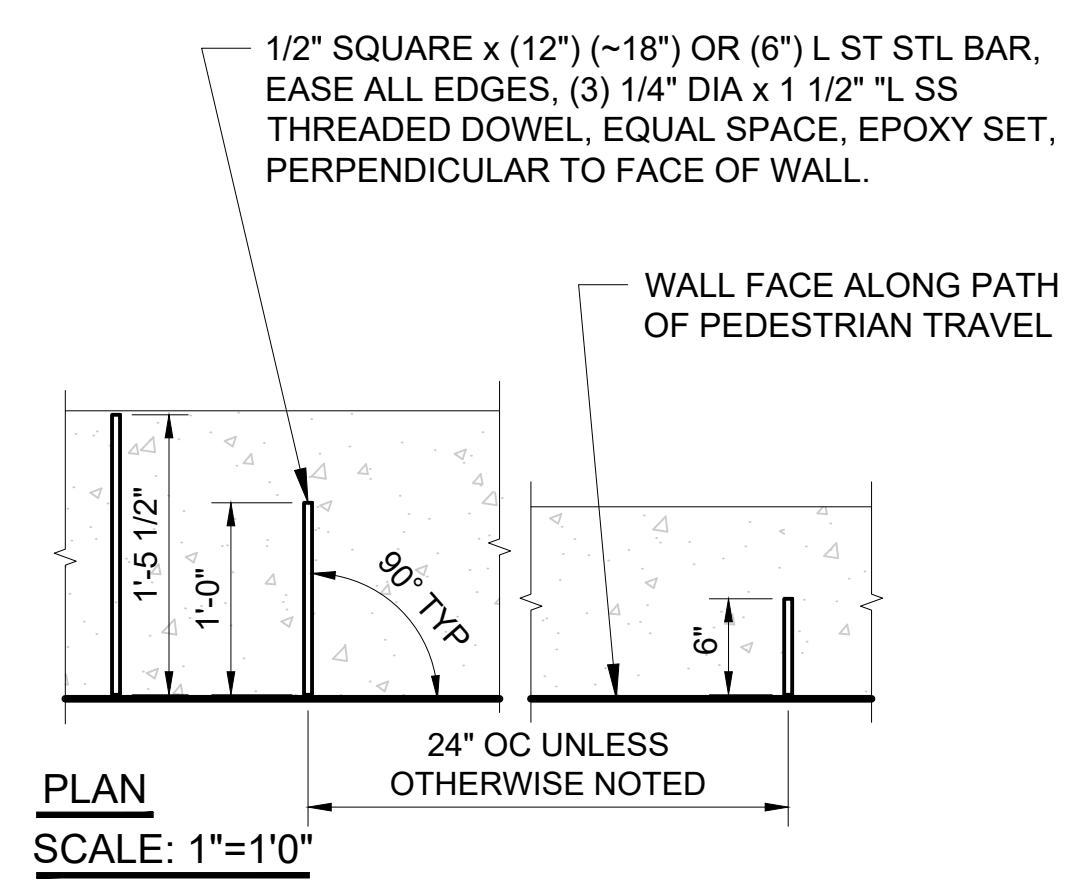 1/2" SQUARE x (12") (~18") OR (6") L ST STL BAR,
EASE ALL EDGES, (3) 1/4" DIA x 1 1/2" "L SS
THREADED DOWEL, EQUAL SPACE, EPOXY SET,
PERPENDICULAR TO FACE OF WALL.
WALL FACE ALONG PATH
OF PEDESTRIAN TRAVEL
1'-5 1/2"
1'-0"
90° TYP
6"
24" OC UNLESS
OTHERWISE NOTED
PLAN
SCALE: 1"=1'0"